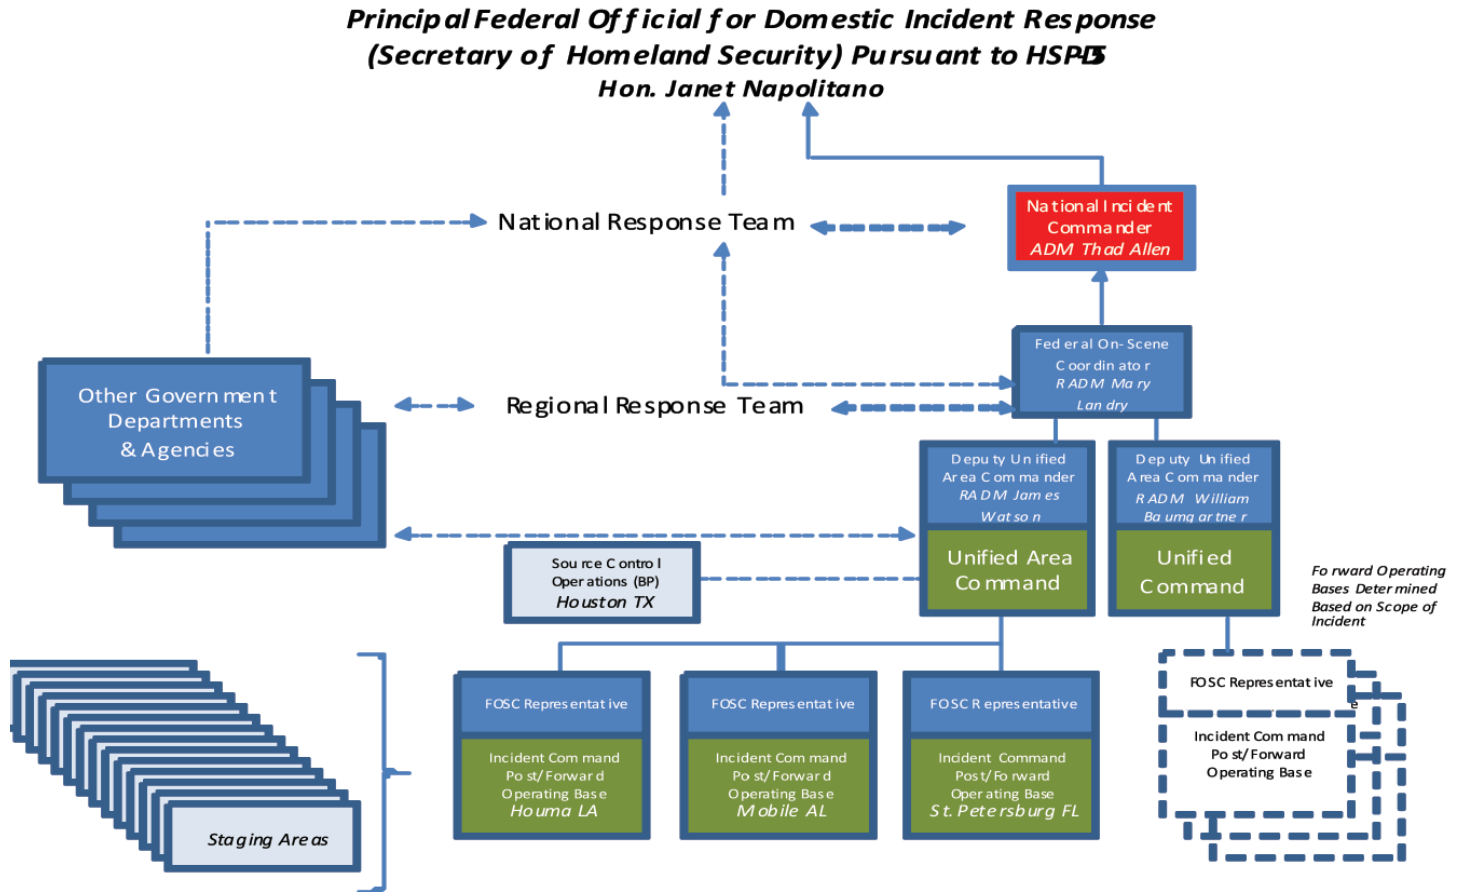 Principal Federal Official for Domestic Incident Response
(Secretary of Homeland Security) Pursuant to HSPD-5
Hon. Janet Napolitano
National Incident
Commander
ADM Thad Allen
National Response Team
Federal On-Scene
Coordinator
RADM Mary
Landry
Other Government
Departments
& Agencies
Regional Response Team
Deputy Unified
Area Commander
RADM James
Watson
Unified Area
Command
Deputy Unified
Area Commander
RADM William
Baumgartner
Unified
Command
Source Control
Operations (BP)
Houston TX
Forward Operating
Bases Determined
Based on Scope of
Incident
FOSC Representative
Incident Command
Post/Forward
Operating Base
Houma LA
FOSC Representative
Incident Command
Post/Forward
Operating Base
Mobile AL
FOSC Representative
Incident Command
Post/Forward
Operating Base
St. Petersburg FL
FOSC Representative
e
Incident Command
Post/Forward
Operating Base
Staging Areas